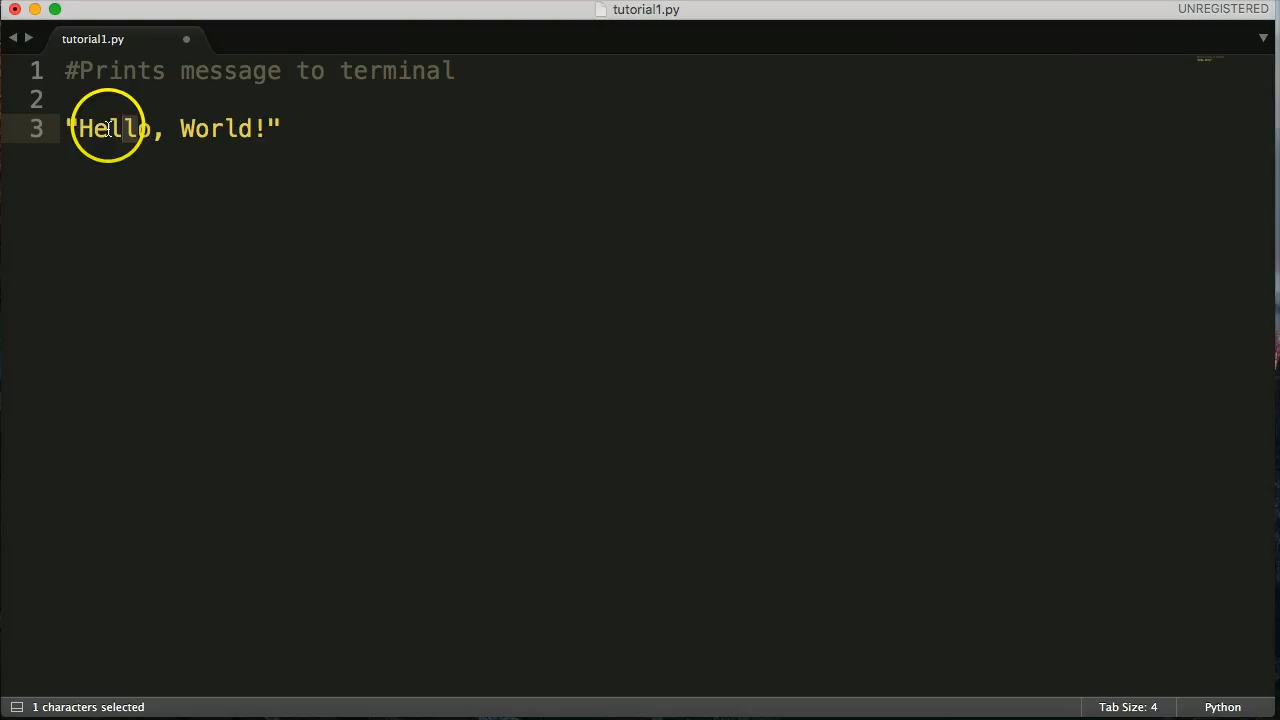 tutorial1.py
UNREGISTERED
tutorial1.py
1 #Prints message to terminal
2
3 "Hello, World!"
1 characters selected
Tab Size: 4
Python